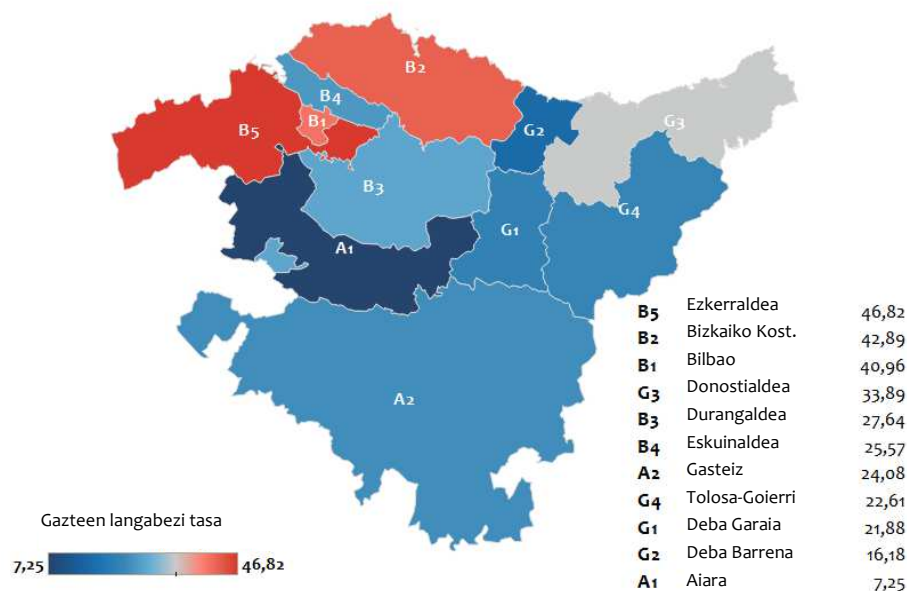 B2
B4
B1
B5
G2
G3
B3
G4
G1
A1
A2
B5 Ezkerraldea 46,82
B2 Bizkaiko Kost. 42,89
B1 Bilbao 40,96
G3 Donostialdea 33,89
B3 Durangaldea 27,64
B4 Eskuinaldea 25,57
A2 Gasteiz 24,08
G4 Tolosa-Goierri 22,61
G1 Deba Garaia 21,88
G2 Deba Barrena 16,18
A1 Aiara 7,25
Gazteen langabezi tasa
7,25 46,82